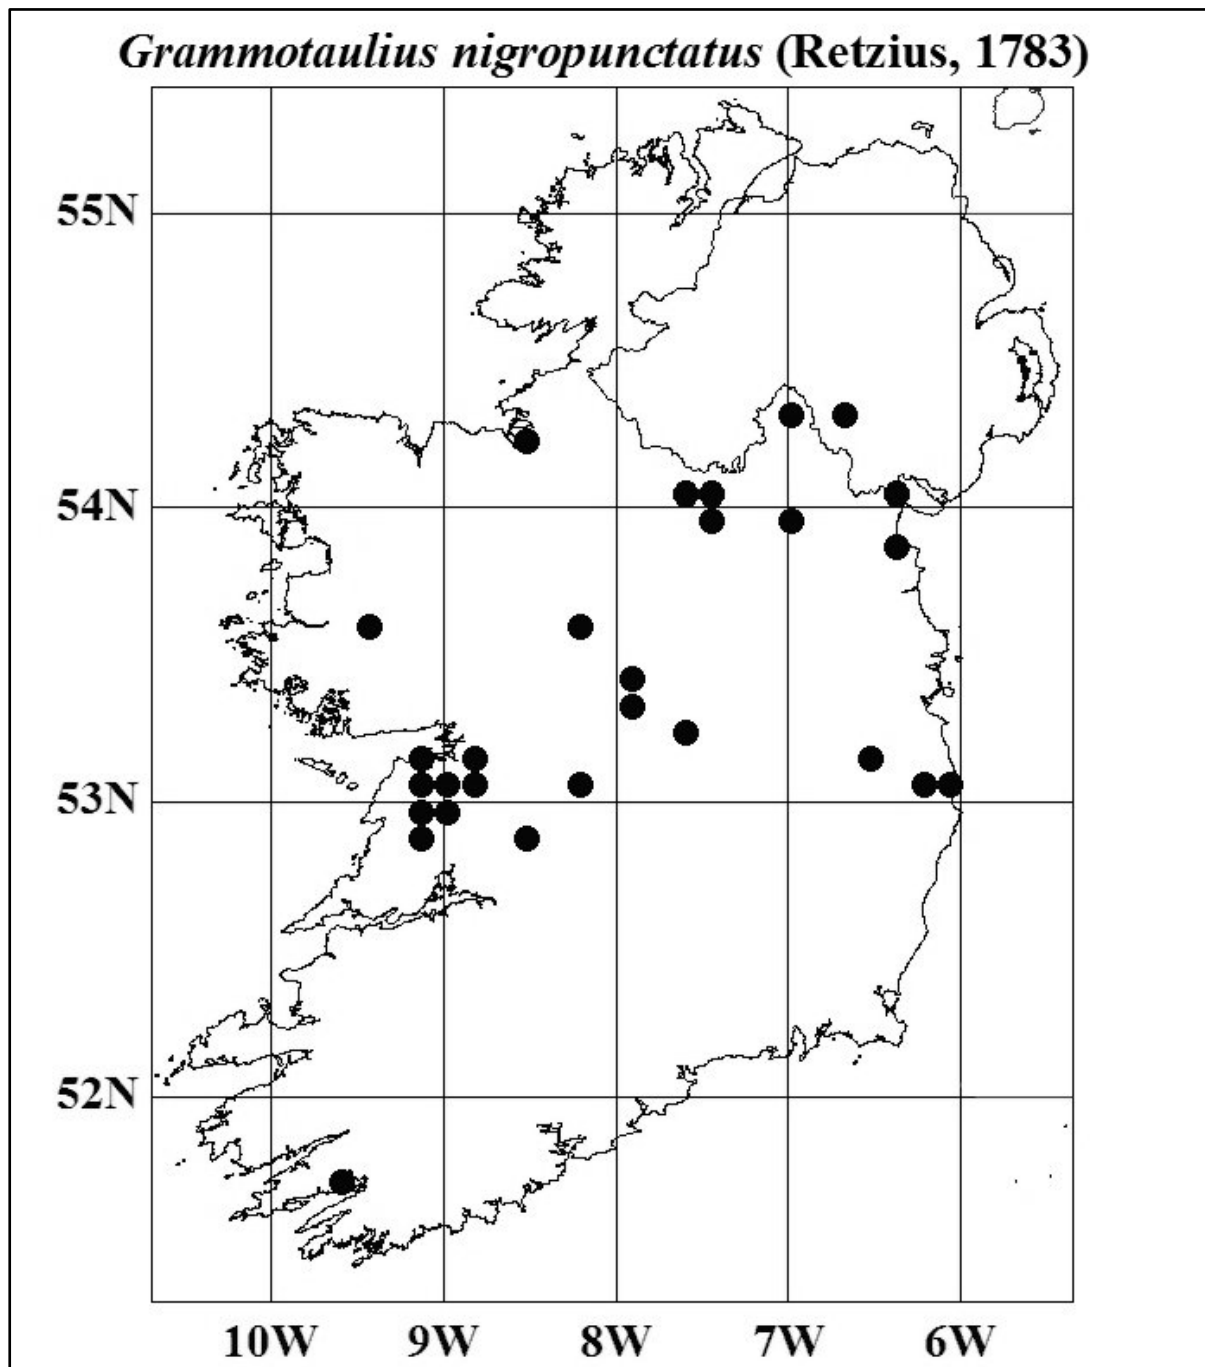 Grammotaulius nigropunctatus (Retzius, 1783)
55N
54N
53N
52N
10W 9W 8W 7W 6W